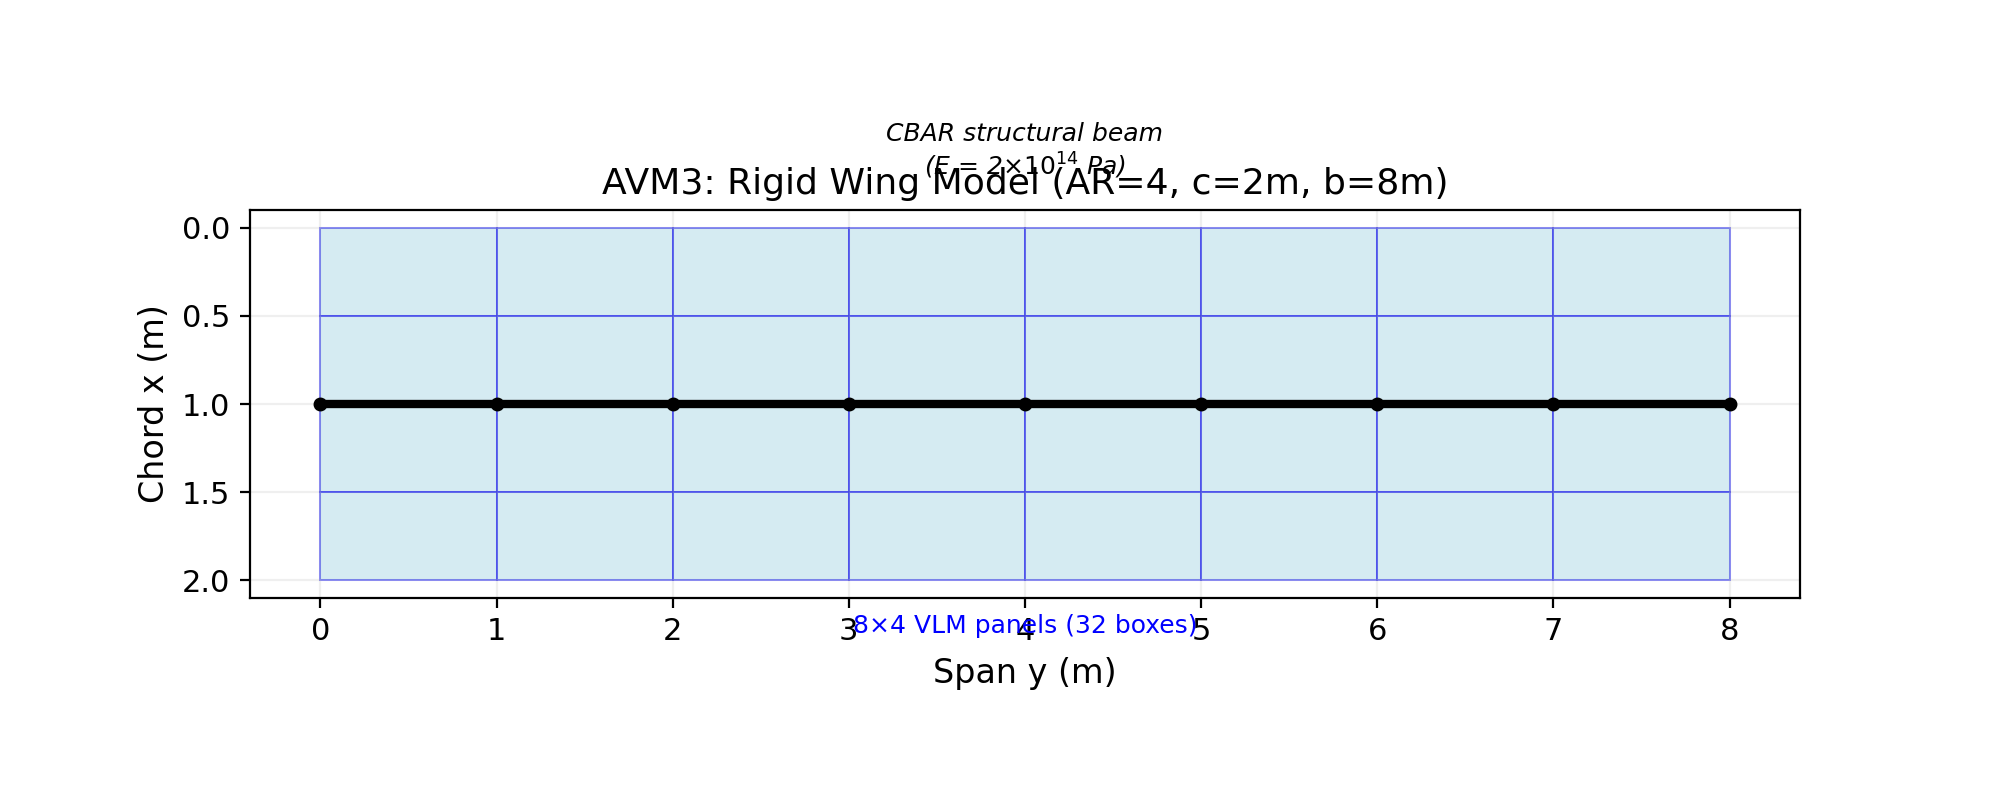 CBAR structural beam
(E = 2×10¹⁴ Pa)
AVM3: Rigid Wing Model (AR=4, c=2m, b=8m)
0.0
0.5
1.0
1.5
2.0
Chord x (m)
0 1 2 3 4 5 6 7 8
8×4 VLM panels (32 boxes)
Span y (m)